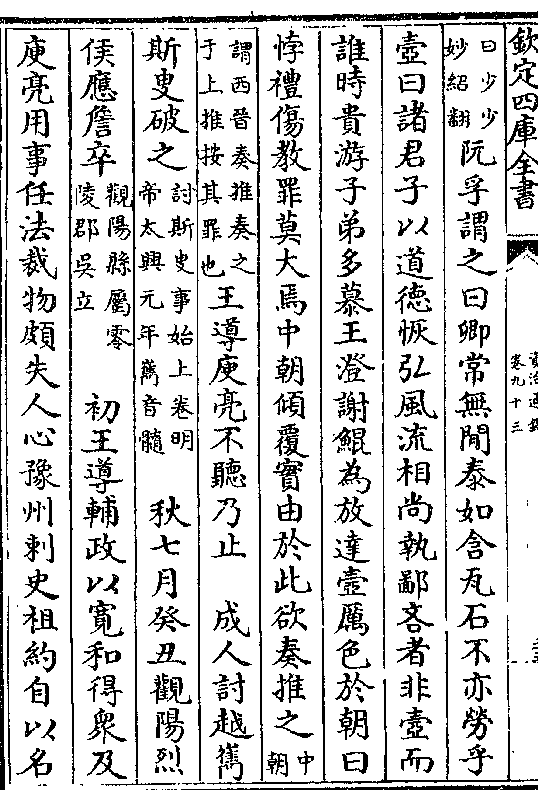 欽定四庫全書
資治通鑑
卷九十三
曰少少
妙紹翻
阮孚謂之曰卿常無閒泰如含瓦石不亦勞乎
壼曰諸君子以道德恢弘風流相尚執鄙吝者非壼而
誰時貴游子弟多慕王澄謝鯤為放達壼厲色於朝曰
悖禮傷教罪莫大焉中朝傾覆實由於此欲奏推之
中
朝
謂西晉奏推奏之
于上推按其罪也
王導庾亮不聽乃止 成人討越巂
斯叟破之
討斯叟事始上卷明
帝太興元年巂音髓
秋七月癸丑觀陽烈
侯應詹卒
觀陽縣屬零
陵郡吳立
初王導輔政以寬和得衆及
庾亮用事任法裁物頗失人心豫州刺史祖約自以名